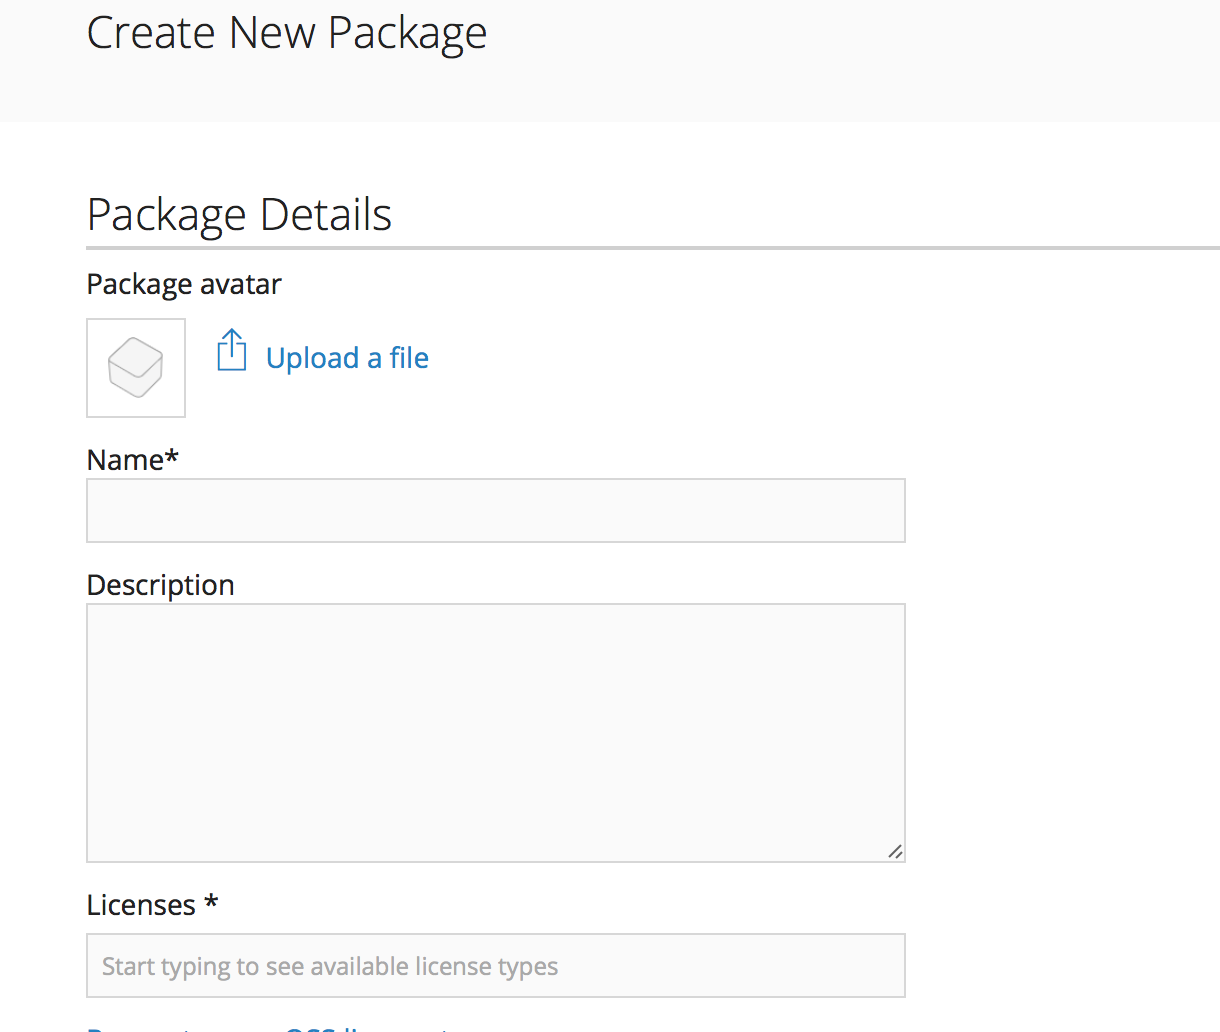 Create New Package
Package Details
Package avatar
Upload a file
Name*
Description
Licenses *
Start typing to see available license types